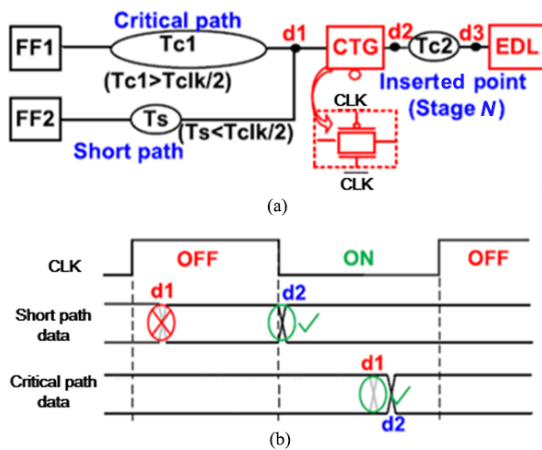 Critical path
FF1
Tc1
d1
CTG
d2
Tc2
d3
EDL
(Tc1>Tclk/2)
Inserted point
(Stage N)
FF2
Ts
(Ts<Tclk/2)
Short path
CLK
CLK
(a)
CLK
OFF
ON
OFF
d1
d2
Short path
data
d1
Critical path
data
d2
(b)